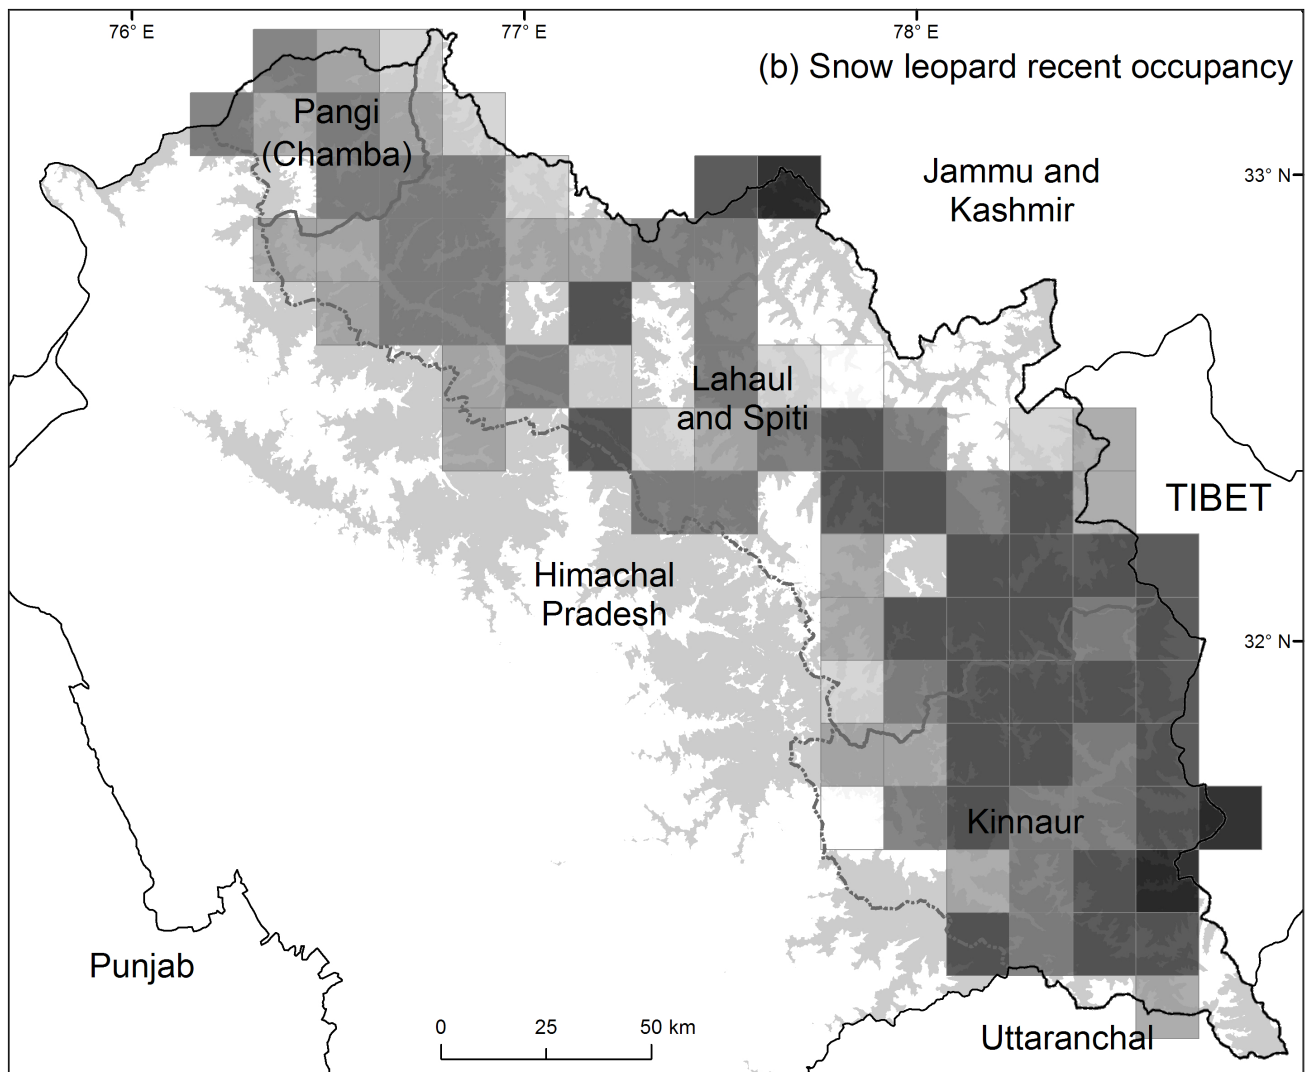 76° E
77° E
78° E
(b) Snow leopard recent occupancy
Pangi
(Chamba)
Jammu and
Kashmir
33° N
Lahaul
and Spiti
TIBET
Himachal
Pradesh
32° N
Kinnaur
Punjab
0 25 50 km
Uttaranchal